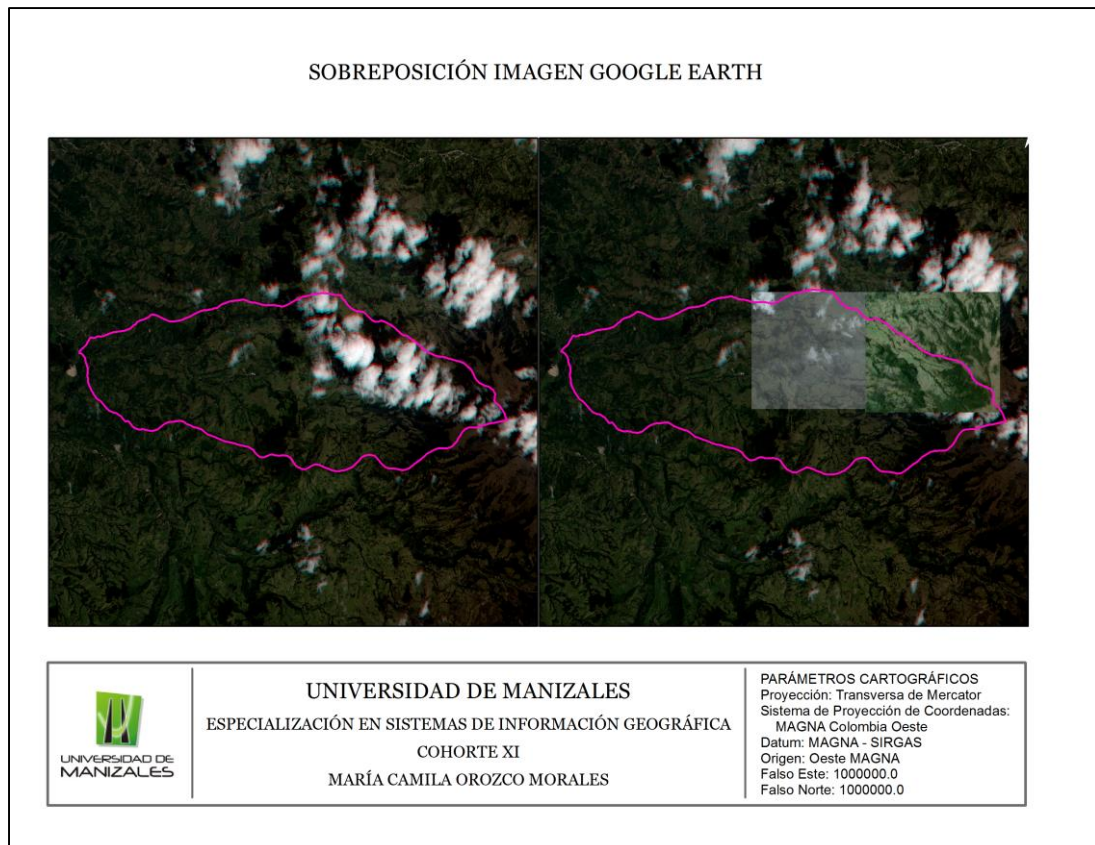 SOBREPOSICIÓN IMAGEN GOOGLE EARTH
UNIVERSIDAD DE
MANIZALES
UNIVERSIDAD DE MANIZALES
ESPECIALIZACIÓN EN SISTEMAS DE INFORMACIÓN GEOGRÁFICA
COHORTE XI
MARÍA CAMILA OROZCO MORALES
PARÁMETROS CARTOGRÁFICOS
Proyección: Transversa de Mercator
Sistema de Proyección de Coordenadas:
MAGNA Colombia Oeste
Datum: MAGNA - SIRGAS
Origen: Oeste MAGNA
Falso Este: 1000000.0
Falso Norte: 1000000.0